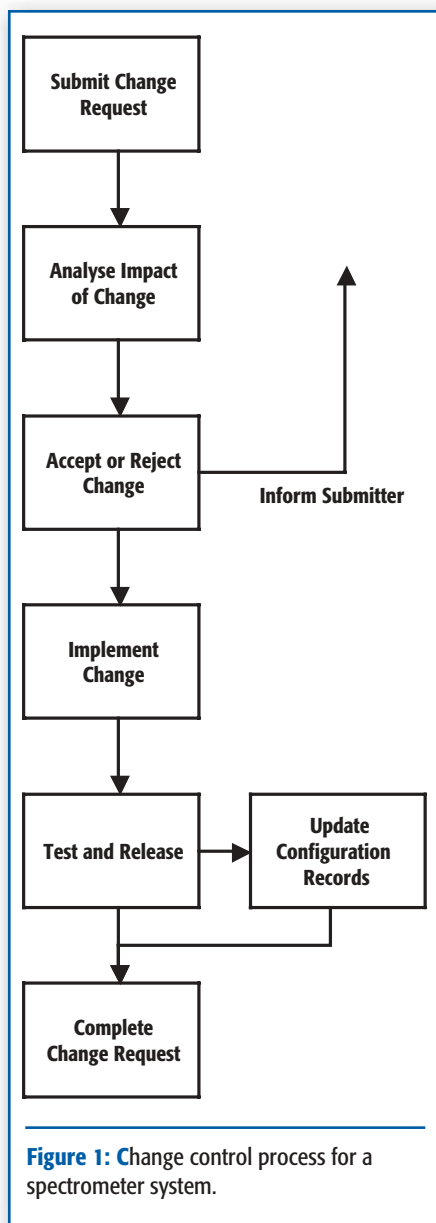 Submit Change
Request
Analyse Impact
of Change
Accept or Reject
Change
Inform Submitter
Implement
Change
Test and Release
Update
Configuration
Records
Complete
Change Request
Figure 1: Change control process for a
spectrometer system.